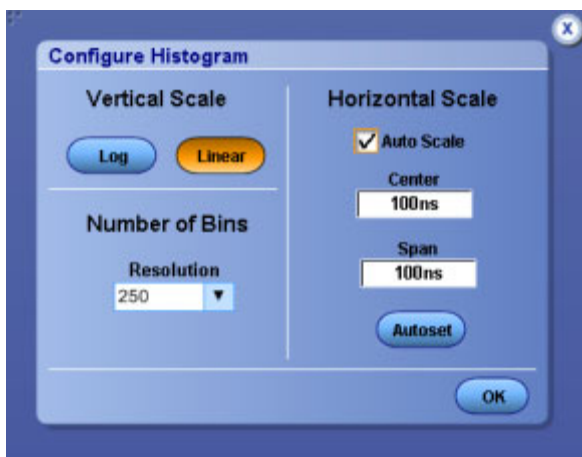 X
Configure Histogram
Vertical Scale
Log Linear
Number of Bins
Resolution
250
Horizontal Scale
Auto Scale
Center
100ns
Span
100ns
Autoset
OK